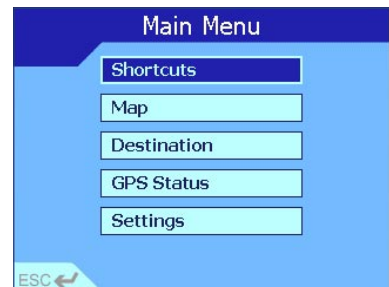 Main Menu
Shortcuts
Map
Destination
GPS Status
Settings
ESC